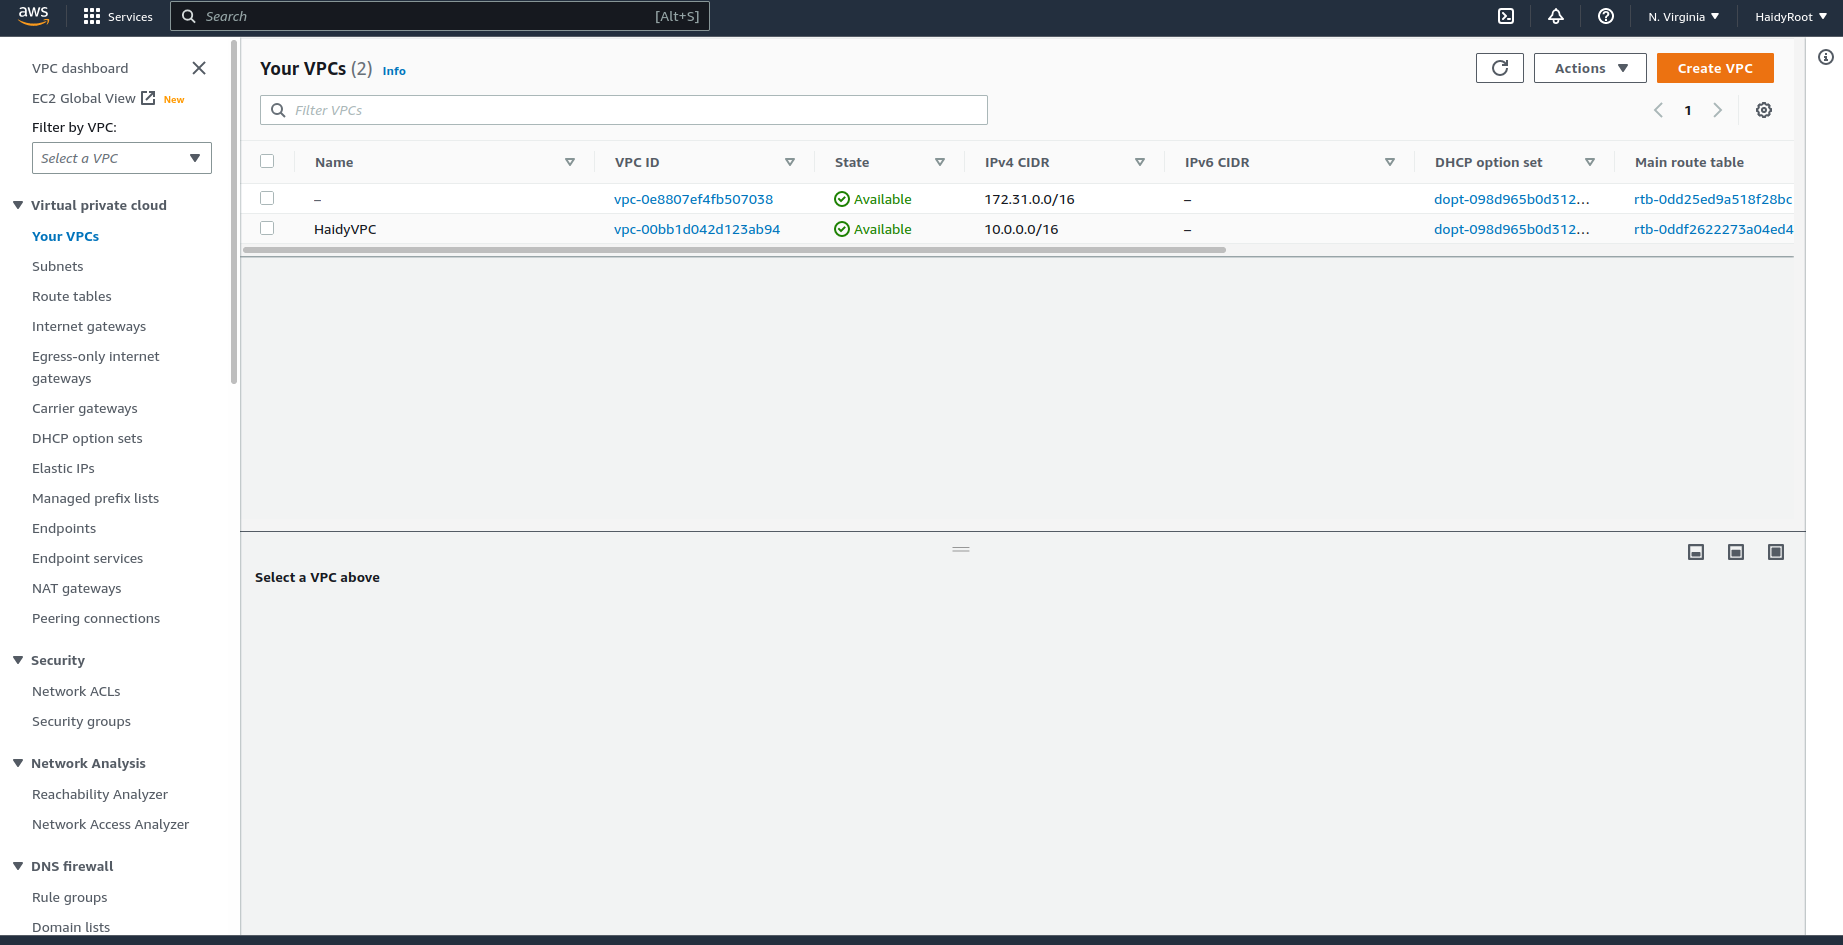 aws
Services
Search
[Alt+S]
N. Virginia
HaidyRoot
VPC dashboard
EC2 Global View New
Filter by VPC:
Select a VPC
Virtual private cloud
Your VPCs
Subnets
Route tables
Internet gateways
Egress-only internet
gateways
Carrier gateways
DHCP option sets
Elastic IPs
Managed prefix lists
Endpoints
Endpoint services
NAT gateways
Peering connections
Security
Network ACLs
Security groups
Network Analysis
Reachability Analyzer
Network Access Analyzer
DNS firewall
Rule groups
Domain lists
Your VPCs (2) Info
Actions
Create VPC
Filter VPCs
1
Name VPC ID State IPv4 CIDR IPv6 CIDR DHCP option set Main route table
– vpc-0e8807ef4fb507038 Available 172.31.0.0/16 – dopt-098d965b0d312... rtb-0dd25ed9a518f28bc
HaidyVPC vpc-00bb1d042d123ab94 Available 10.0.0.0/16 – dopt-098d965b0d312... rtb-0ddf2622273a04ed4
Select a VPC above